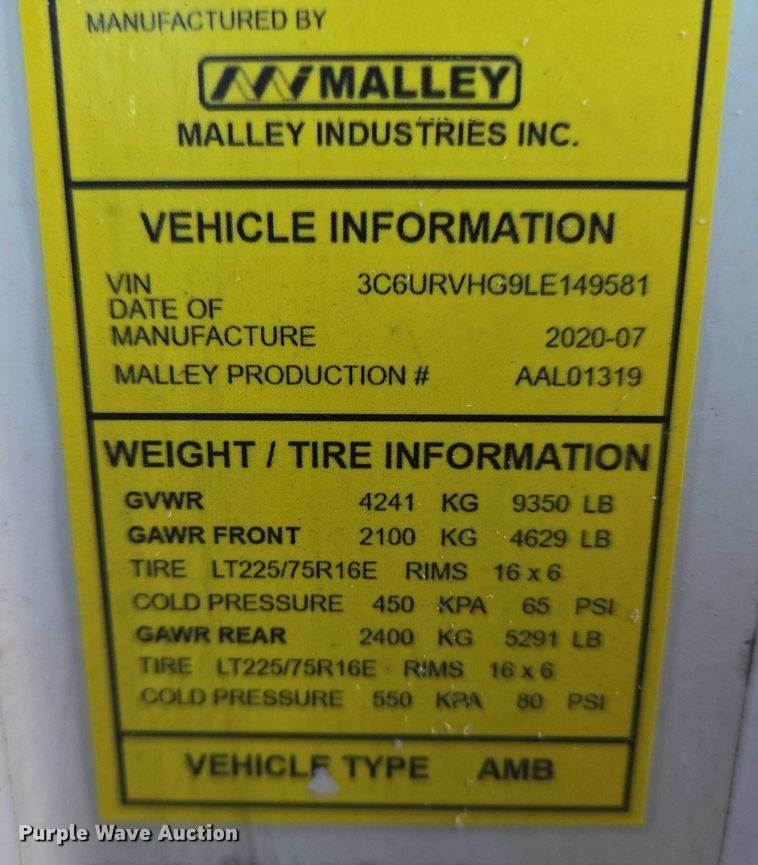 MANUFACTURED BY
MALLEY
MALLEY INDUSTRIES INC.
VEHICLE INFORMATION
VIN 3C6URVHG9LE149581
DATE OF
MANUFACTURE 2020-07
MALLEY PRODUCTION # AAL01319
WEIGHT / TIRE INFORMATION
GVWR 4241 KG 9350 LB
GAWR FRONT 2100 KG 4629 LB
TIRE LT225/75R16E RIMS 16 x 6
COLD PRESSURE 450 KPA 65 PSI
GAWR REAR 2400 KG 5291 LB
TIRE LT225/75R16E RIMS 16 x 6
COLD PRESSURE 550 KPA 80 PSI
VEHICLE TYPE AMB
Purple Wave Auction